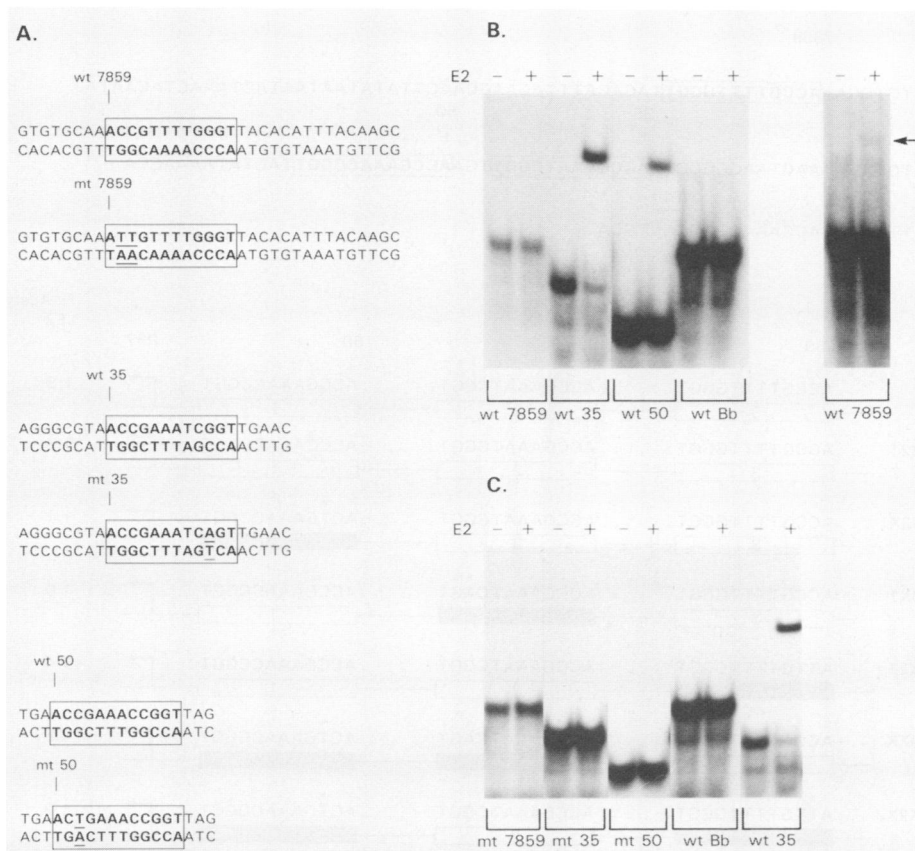 A.
wt 7859
GTGTGCAAACCGTTTTGGGTTACACATTTACAAGC
CACACGTTTGGCAAAACCCAATGTGTAAATGTTCG
mt 7859
GTGTGCAAATTGTTTTGGGTTACACATTTACAAGC
CACACGTTTAACAAAACCCAATGTGTAAATGTTCG
wt 35
AGGGCGTAACCGAAATCGGTTGAAC
TCCCGCATTGGCTTTAGCCAACTTG
mt 35
AGGGCGTAACCGAAATCAGTTGAAC
TCCCGCATTGGCTTTAGTCAACTTG
wt 50
TGAACCGAAACCGGTTAG
ACTTGGCTTTGGCCAATC
mt 50
TGAACTGAAACCGGTTAG
ACTTGACTTTGGCCAATC
B.
E2 − + − + − + − + − +
wt 7859 wt 35 wt 50 wt Bb wt 7859
C.
E2 − + − + − + − + − +
mt 7859 mt 35 mt 50 wt Bb wt 35